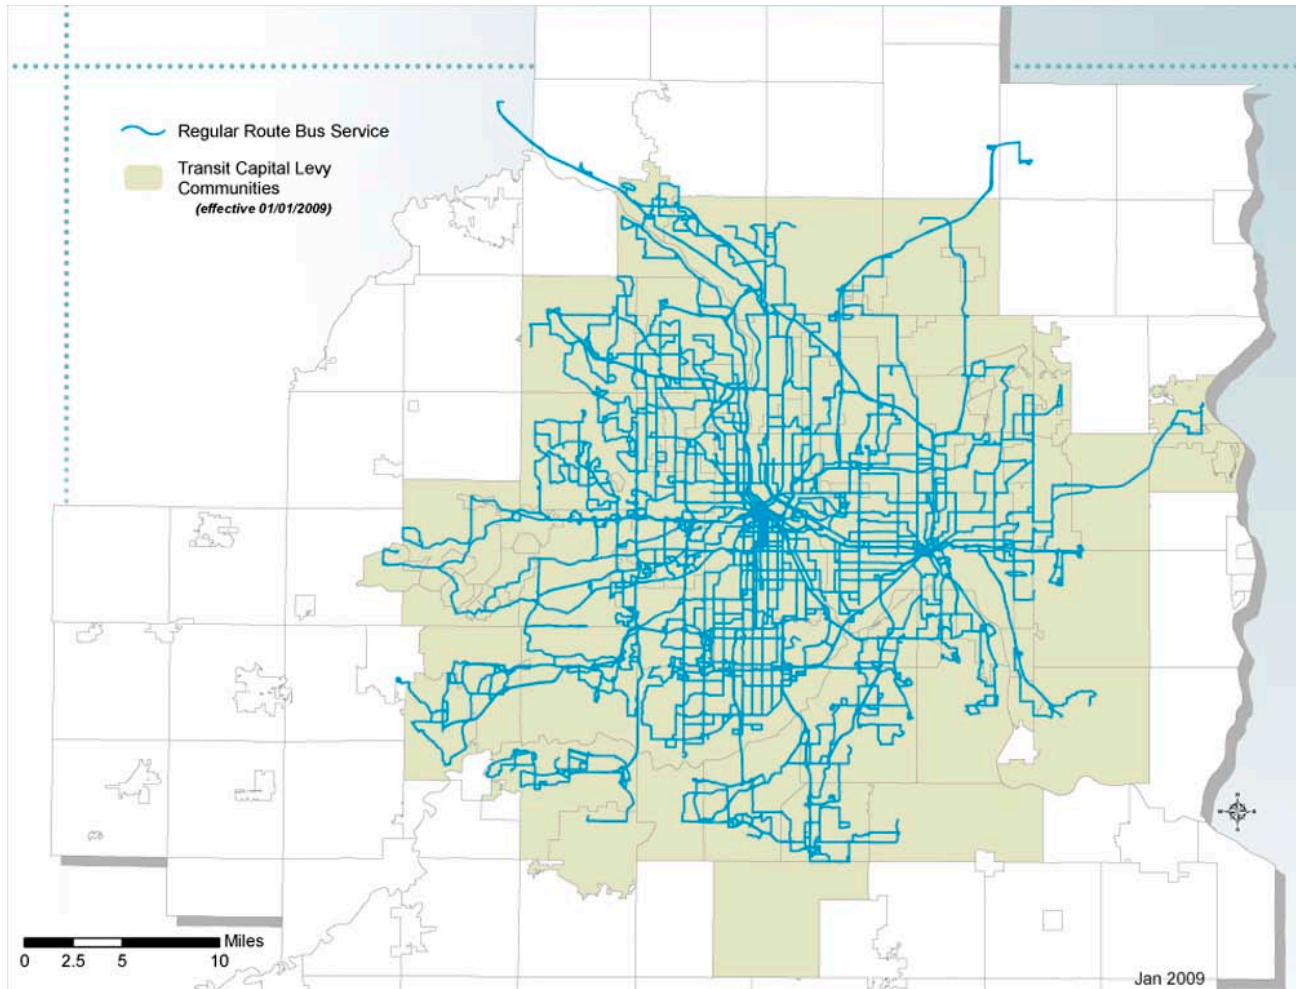 Regular Route Bus Service
Transit Capital Levy
Communities
(effective 01/01/2009)
Miles
0 2.5 5 10
Jan 2009